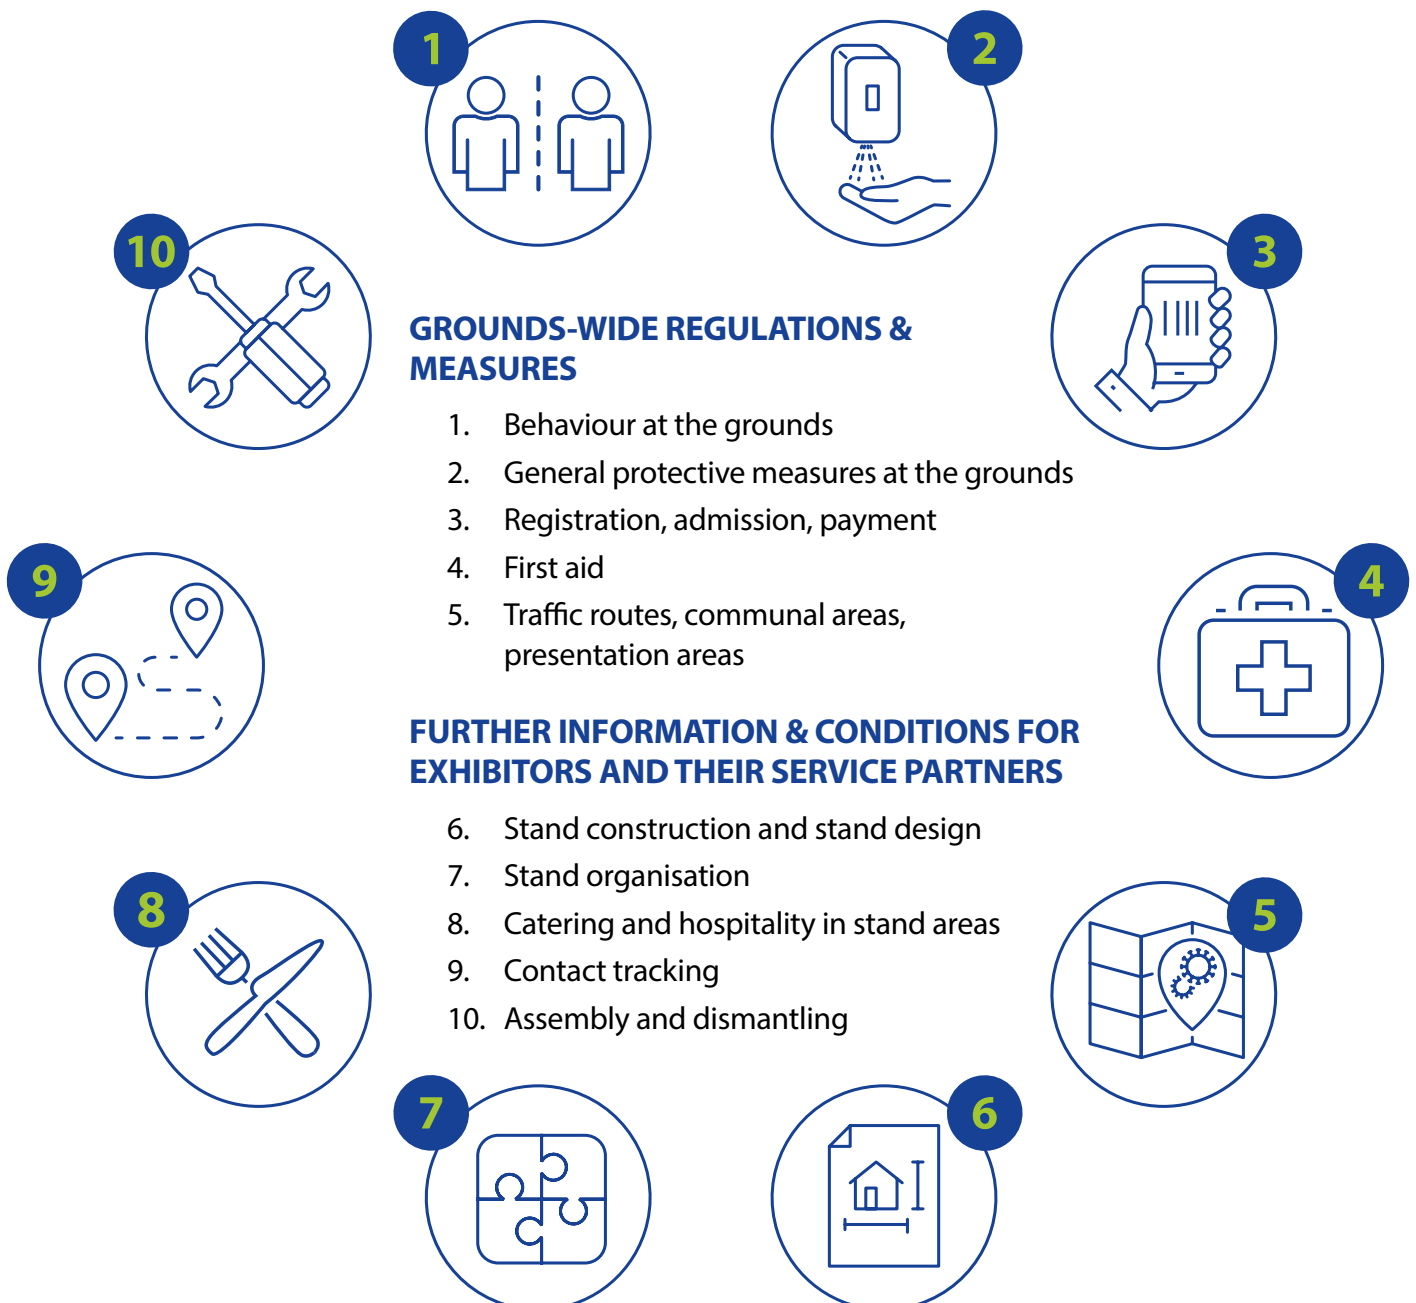 1
2
10
3
GROUNDS-WIDE REGULATIONS &
MEASURES
1. Behaviour at the grounds
2. General protective measures at the grounds
3. Registration, admission, payment
4. First aid
5. Traffic routes, communal areas,
presentation areas
9
4
FURTHER INFORMATION & CONDITIONS FOR
EXHIBITORS AND THEIR SERVICE PARTNERS
6. Stand construction and stand design
7. Stand organisation
8. Catering and hospitality in stand areas
9. Contact tracking
10. Assembly and dismantling
8
5
7
6